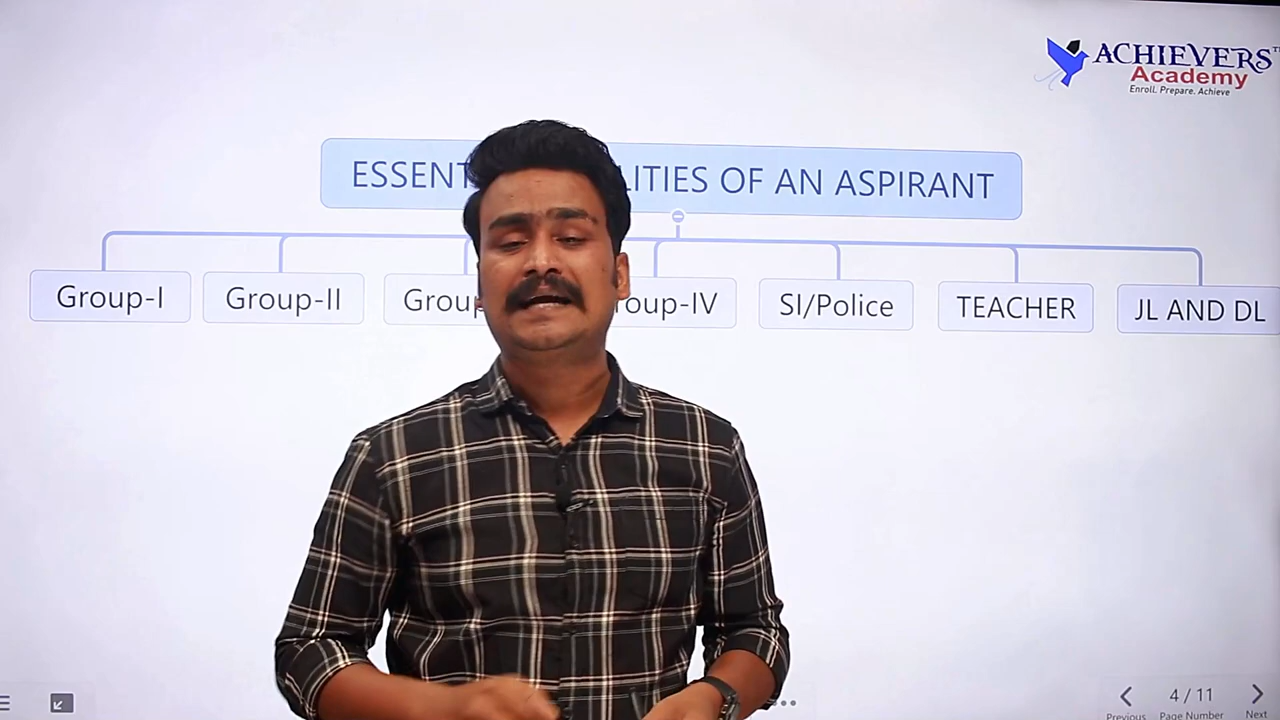 ACHIEVERS TM
Academy
Enroll. Prepare. Achieve
ESSENT LITIES OF AN ASPIRANT
Group-I Group-II Group oup-IV SI/Police TEACHER JL AND DL
4 / 11
Previous Page Number Next